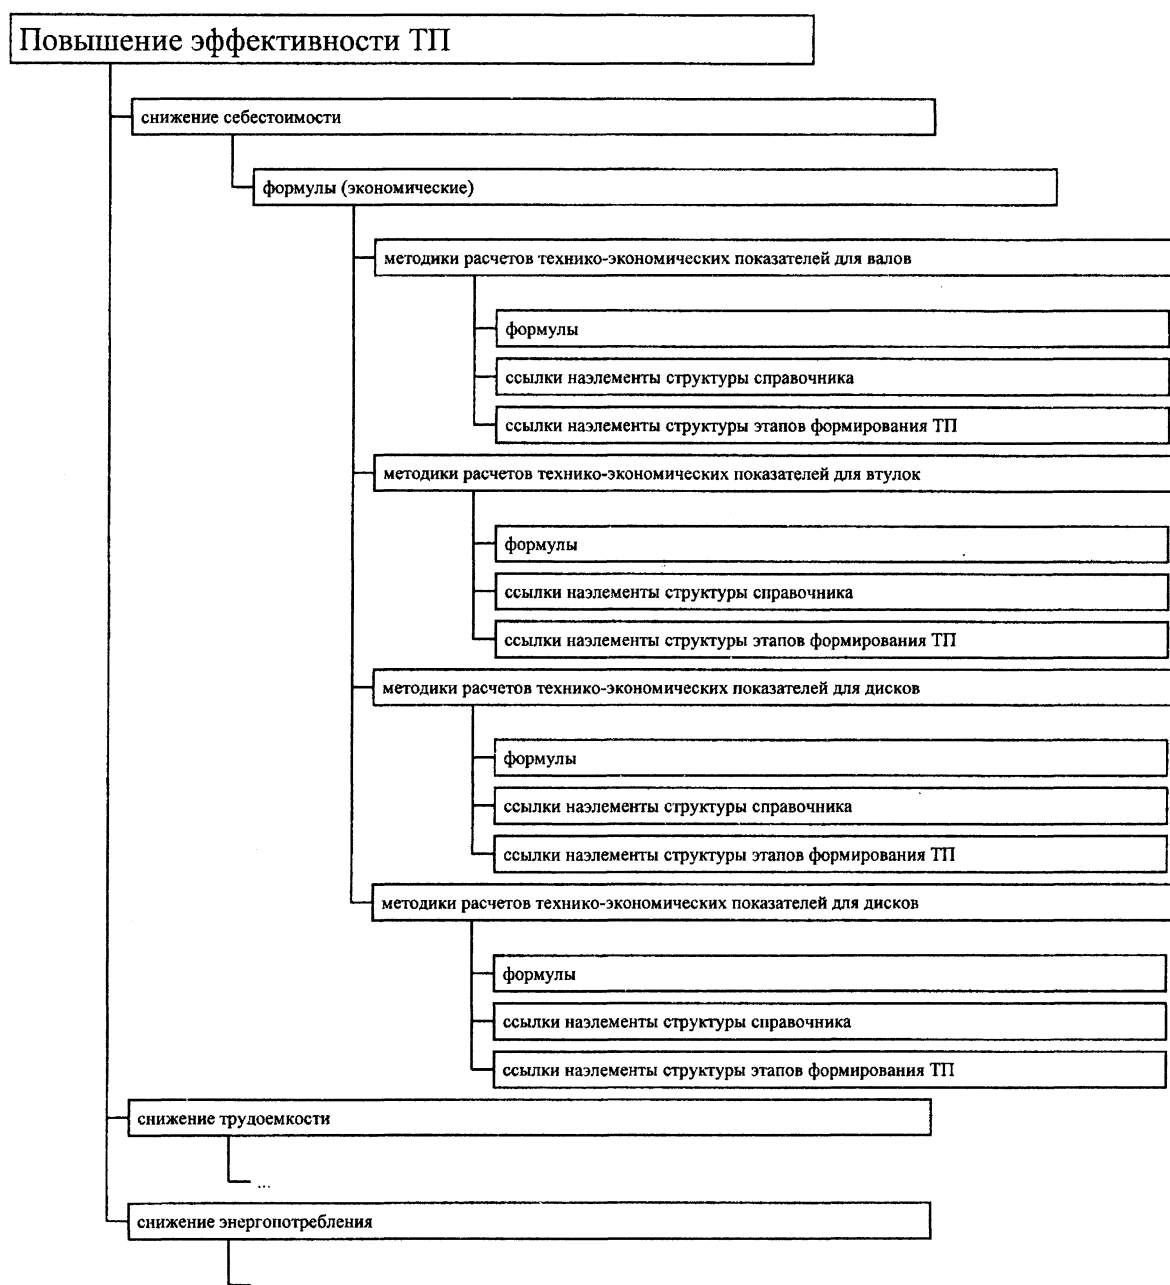 Повышение эффективности ТП
снижение себестоимости
формулы (экономические)
методики расчетов технико-экономических показателей для валов
формулы
ссылки наэлементы структуры справочника
ссылки наэлементы структуры этапов формирования ТП
методики расчетов технико-экономических показателей для втулок
формулы
ссылки наэлементы структуры справочника
ссылки наэлементы структуры этапов формирования ТП
методики расчетов технико-экономических показателей для дисков
формулы
ссылки наэлементы структуры справочника
ссылки наэлементы структуры этапов формирования ТП
методики расчетов технико-экономических показателей для дисков
формулы
ссылки наэлементы структуры справочника
ссылки наэлементы структуры этапов формирования ТП
снижение трудоемкости
...
снижение энергопотребления